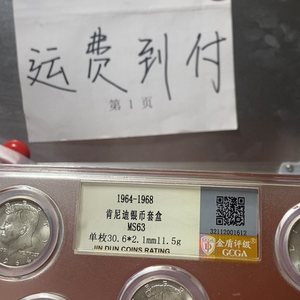 运费到付
第 1 页
1964-1968
肯尼迪银币套盒
MS63
单枚30.6*2.1mm11.5g
JIN DUN COINS RATING
32112001612
金盾评级
GCGA